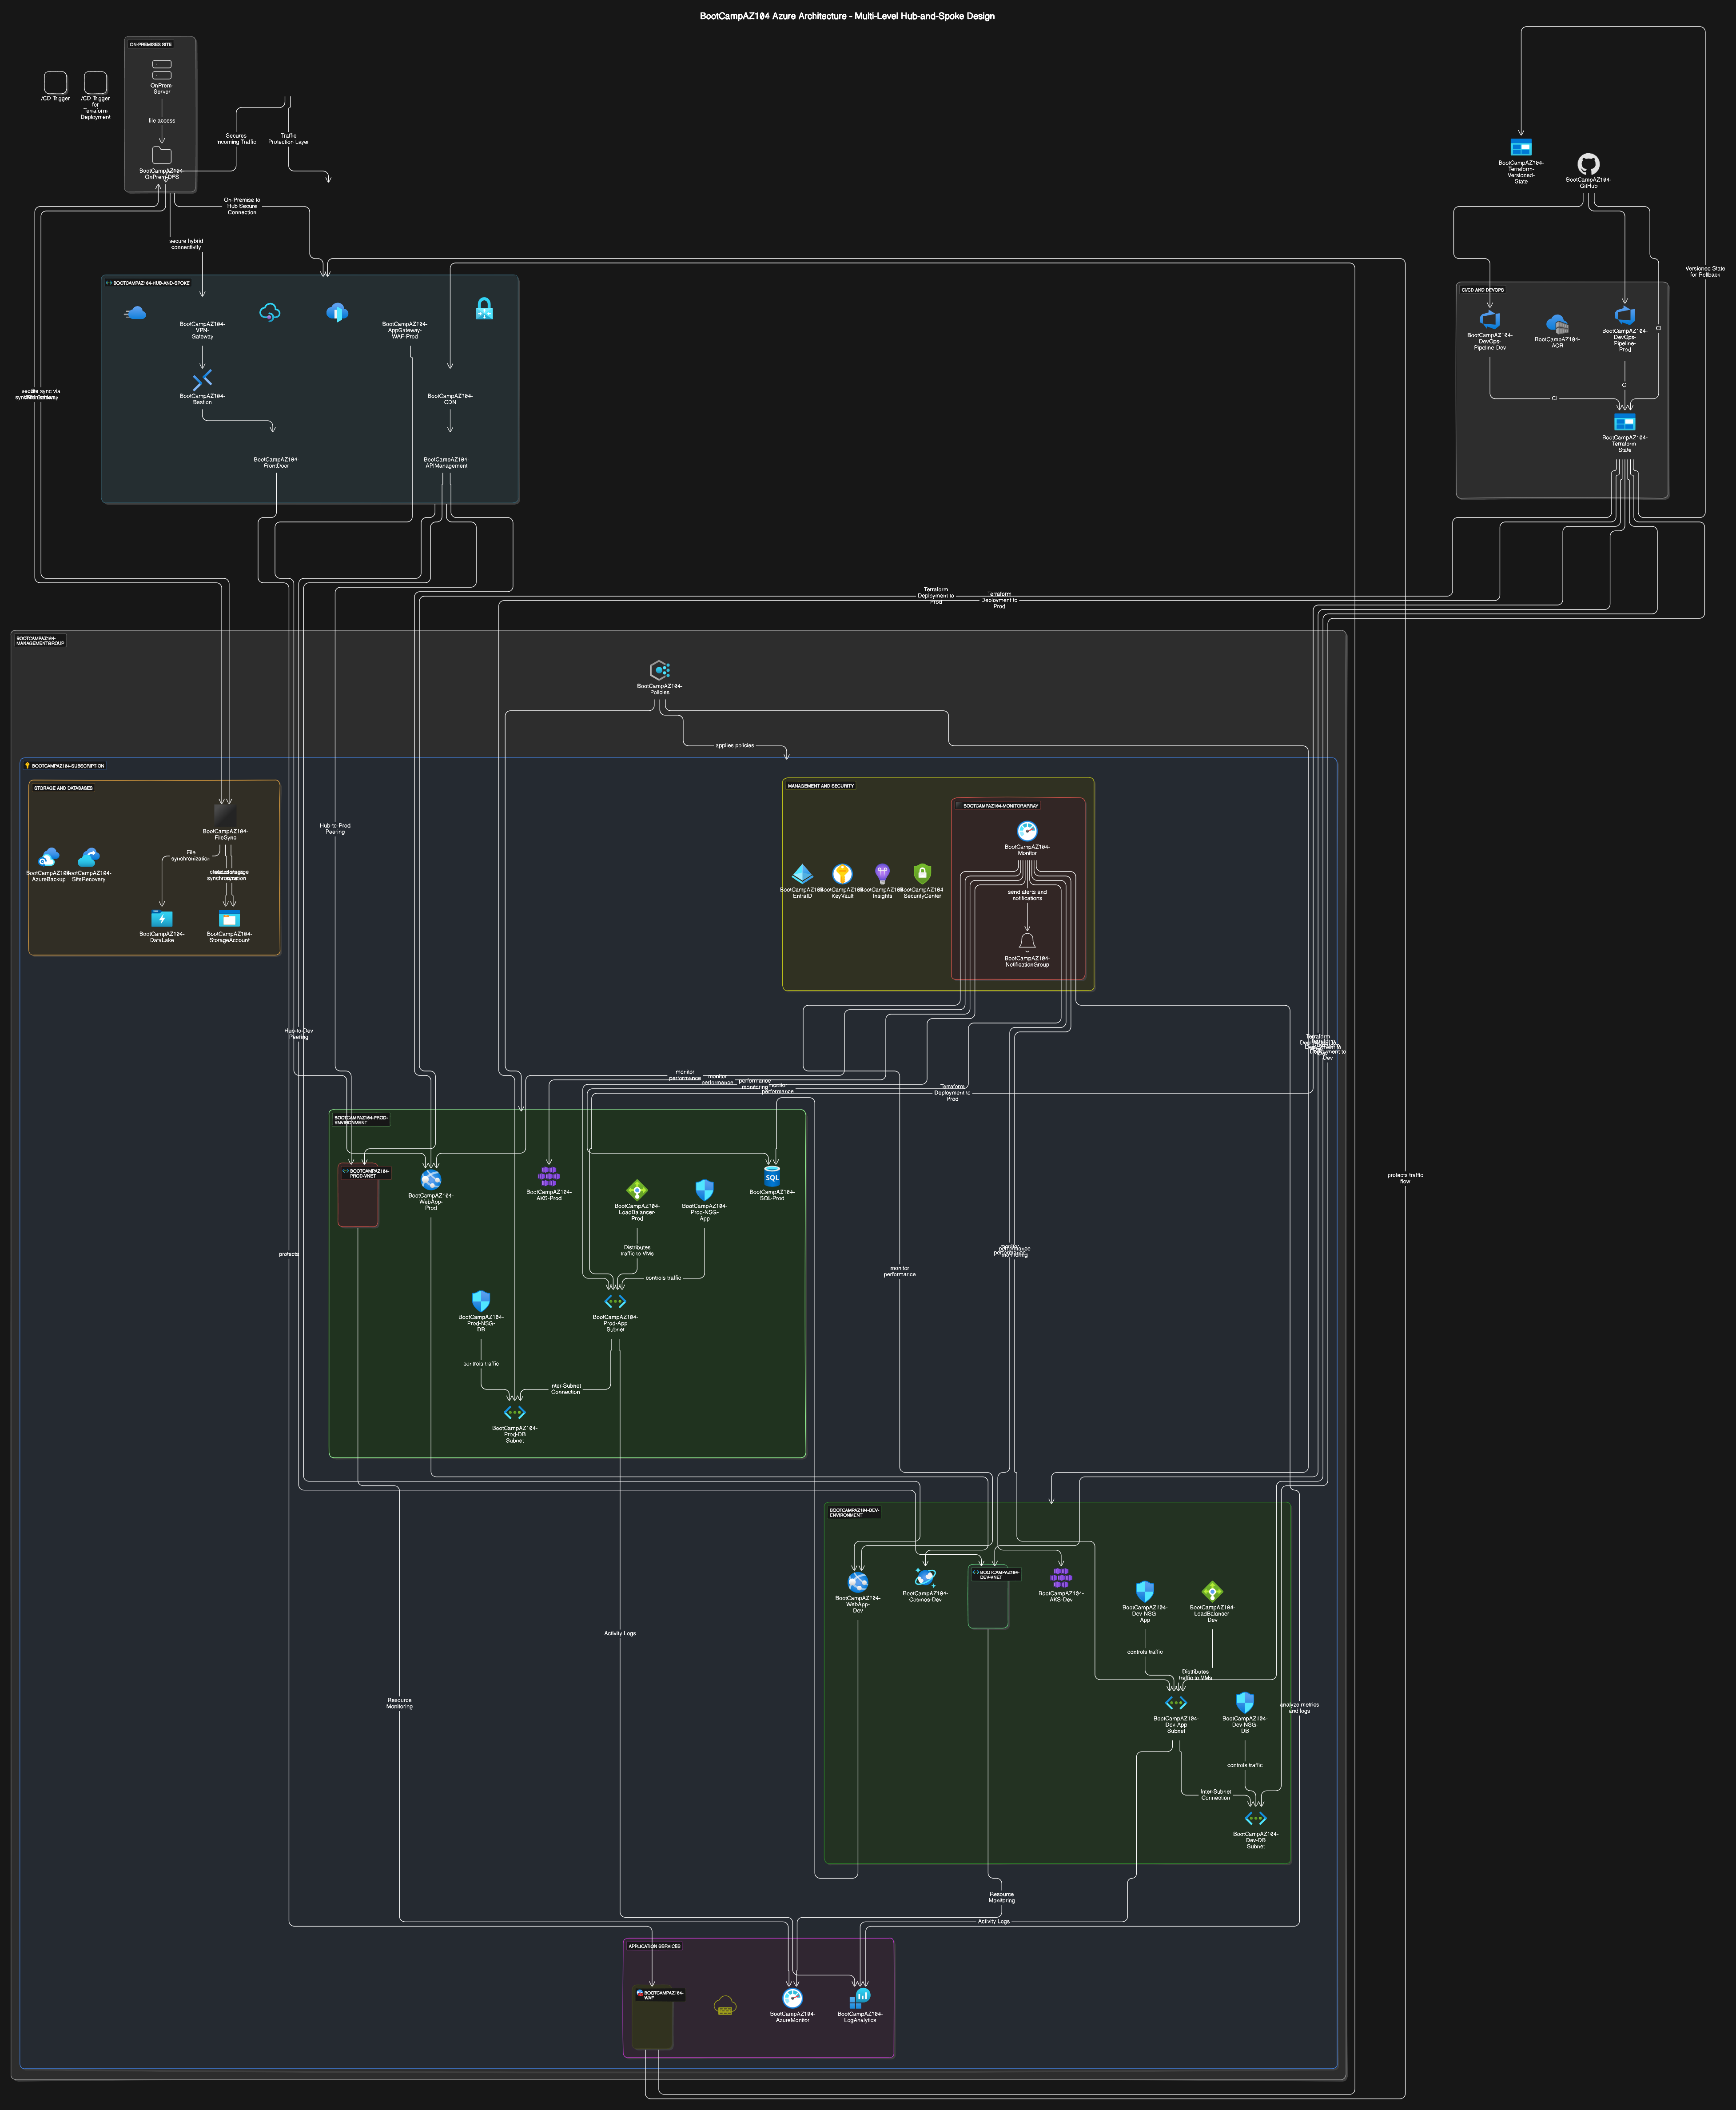 BootCampAZ104 Azure Architecture - Multi-Level Hub-and-Spoke Design
ON-PREMISES SITE
OnPrem-
Server
file access
BootCampAZ104-
OnPrem-DFS
/CD Trigger
/CD Trigger
for
Terraform
Deployment
Secures
Incoming Traffic
Traffic
Protection Layer
On-Premise to
Hub Secure
Connection
secure hybrid
connectivity
BootCampAZ104-
Terraform-
Versioned-
State
BootCampAZ104-
GitHub
Versioned State
for Rollback
BOOTCAMPAZ104-HUB-AND-SPOKE
BootCampAZ104-
VPN-
Gateway
BootCampAZ104-
AppGateway-
WAF-Prod
BootCampAZ104-
Bastion
BootCampAZ104-
CDN
BootCampAZ104-
FrontDoor
BootCampAZ104-
APIManagement
CI/CD AND DEVOPS
BootCampAZ104-
DevOps-
Pipeline-Dev
BootCampAZ104-
ACR
BootCampAZ104-
DevOps-
Pipeline-
Prod
CI
CI
CI
BootCampAZ104-
Terraform-
State
Terraform
Deployment to
Prod
Terraform
Deployment to
Prod
BOOTCAMPAZ104-
MANAGEMENTGROUP
BootCampAZ104-
Policies
applies policies
BOOTCAMPAZ104-SUBSCRIPTION
STORAGE AND DATABASES
BootCampAZ104-
FileSync
File
synchronization
BootCampAZ104-
AzureBackup
BootCampAZ104-
SiteRecovery
BootCampAZ104-
DataLake
BootCampAZ104-
StorageAccount
Hub-to-Prod
Peering
MANAGEMENT AND SECURITY
BOOTCAMPAZ104-MONITORARRAY
BootCampAZ104-
Monitor
send alerts and
notifications
BootCampAZ104-
NotificationGroup
BootCampAZ104-
EntraID
BootCampAZ104-
KeyVault
BootCampAZ104-
Insights
BootCampAZ104-
SecurityCenter
Hub-to-Dev
Peering
monitor
performance
monitor
performance
performance
monitoring
monitor
performance
Terraform
Deployment to
Prod
Terraform
Deployment to
Dev
BOOTCAMPAZ104-PROD-
ENVIRONMENT
BOOTCAMPAZ104-
PROD-VNET
BootCampAZ104-
WebApp-
Prod
BootCampAZ104-
AKS-Prod
BootCampAZ104-
LoadBalancer-
Prod
BootCampAZ104-
Prod-NSG-
App
SQL
BootCampAZ104-
SQL-Prod
Distributes
traffic to VMs
controls traffic
BootCampAZ104-
Prod-NSG-
DB
BootCampAZ104-
Prod-App
Subnet
controls traffic
Inter-Subnet
Connection
BootCampAZ104-
Prod-DB
Subnet
protects
protects traffic
flow
monitor
performance
BOOTCAMPAZ104-DEV-
ENVIRONMENT
BootCampAZ104-
WebApp-
Dev
BootCampAZ104-
Cosmos-Dev
BOOTCAMPAZ104-
DEV-VNET
BootCampAZ104-
AKS-Dev
BootCampAZ104-
Dev-NSG-
App
BootCampAZ104-
LoadBalancer-
Dev
controls traffic
Distributes
traffic to VMs
BootCampAZ104-
Dev-App
Subnet
BootCampAZ104-
Dev-NSG-
DB
analyze metrics
and logs
controls traffic
Inter-Subnet
Connection
BootCampAZ104-
Dev-DB
Subnet
Activity Logs
Resource
Monitoring
Resource
Monitoring
Activity Logs
APPLICATION SERVICES
BOOTCAMPAZ104-
WAF
BootCampAZ104-
AzureMonitor
BootCampAZ104-
LogAnalytics